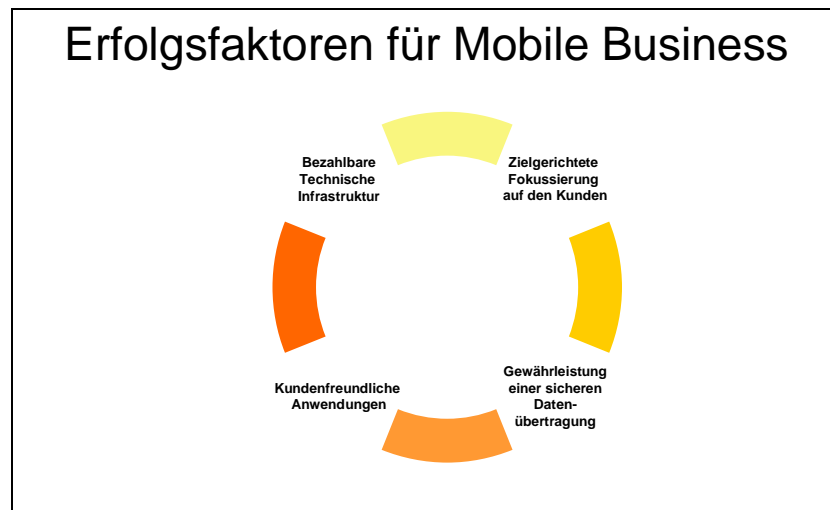 Erfolgsfaktoren für Mobile Business
Bezahlbare
Technische
Infrastruktur
Zielgerichtete
Fokussierung
auf den Kunden
Kundenfreundliche
Anwendungen
Gewährleistung
einer sicheren
Daten-
übertragung